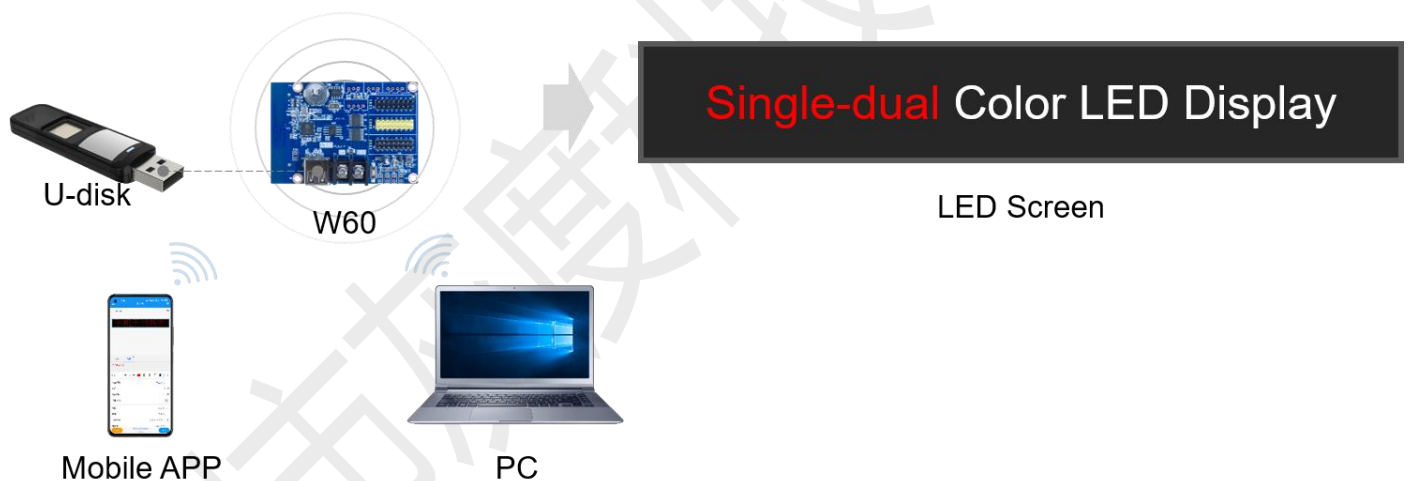 Single-dual Color LED Display
U-disk
W60
LED Screen
Mobile APP
PC